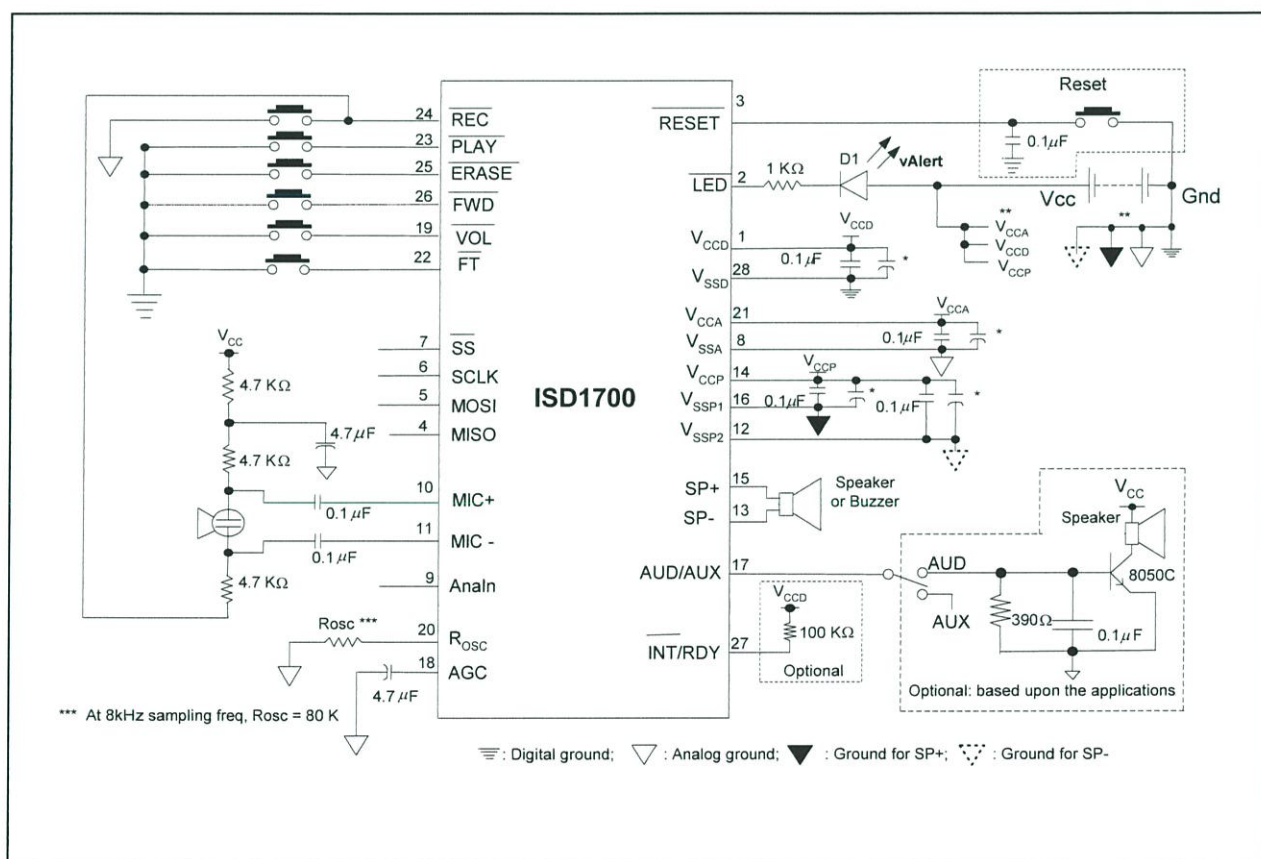 Reset
3
24
REC
RESET
0.1μF
23
PLAY
25
ERASE
D1
vAlert
1 KΩ
LED
2
26
FWD
Vcc
Gnd
19
VOL
22
FT
VCCD
1
VCCD
0.1μF
*
VSSD
28
**
VCCA
VCCD
VCCP
**
VCC
4.7 KΩ
4.7μF
4.7 KΩ
7
SS
6
SCLK
5
MOSI
4
MISO
ISD1700
VCCA
21
VCCA
0.1μF
*
VSSA
8
VCCP
14
VCCP
0.1μF
*
0.1μF
*
VSSP1
16
VSSP2
12
10
MIC+
0.1μF
11
MIC -
0.1μF
4.7 KΩ
9
AnaIn
SP+
15
SP-
13
Speaker
or Buzzer
VCC
Speaker
AUD/AUX
17
AUD
AUX
8050C
390Ω
0.1μF
Optional: based upon the applications
VCCD
100 KΩ
INT/RDY
27
Optional
Rosc ***
20
ROSC
18
AGC
4.7μF
*** At 8kHz sampling freq, Rosc = 80 K
: Digital ground; : Analog ground; : Ground for SP+; : Ground for SP-